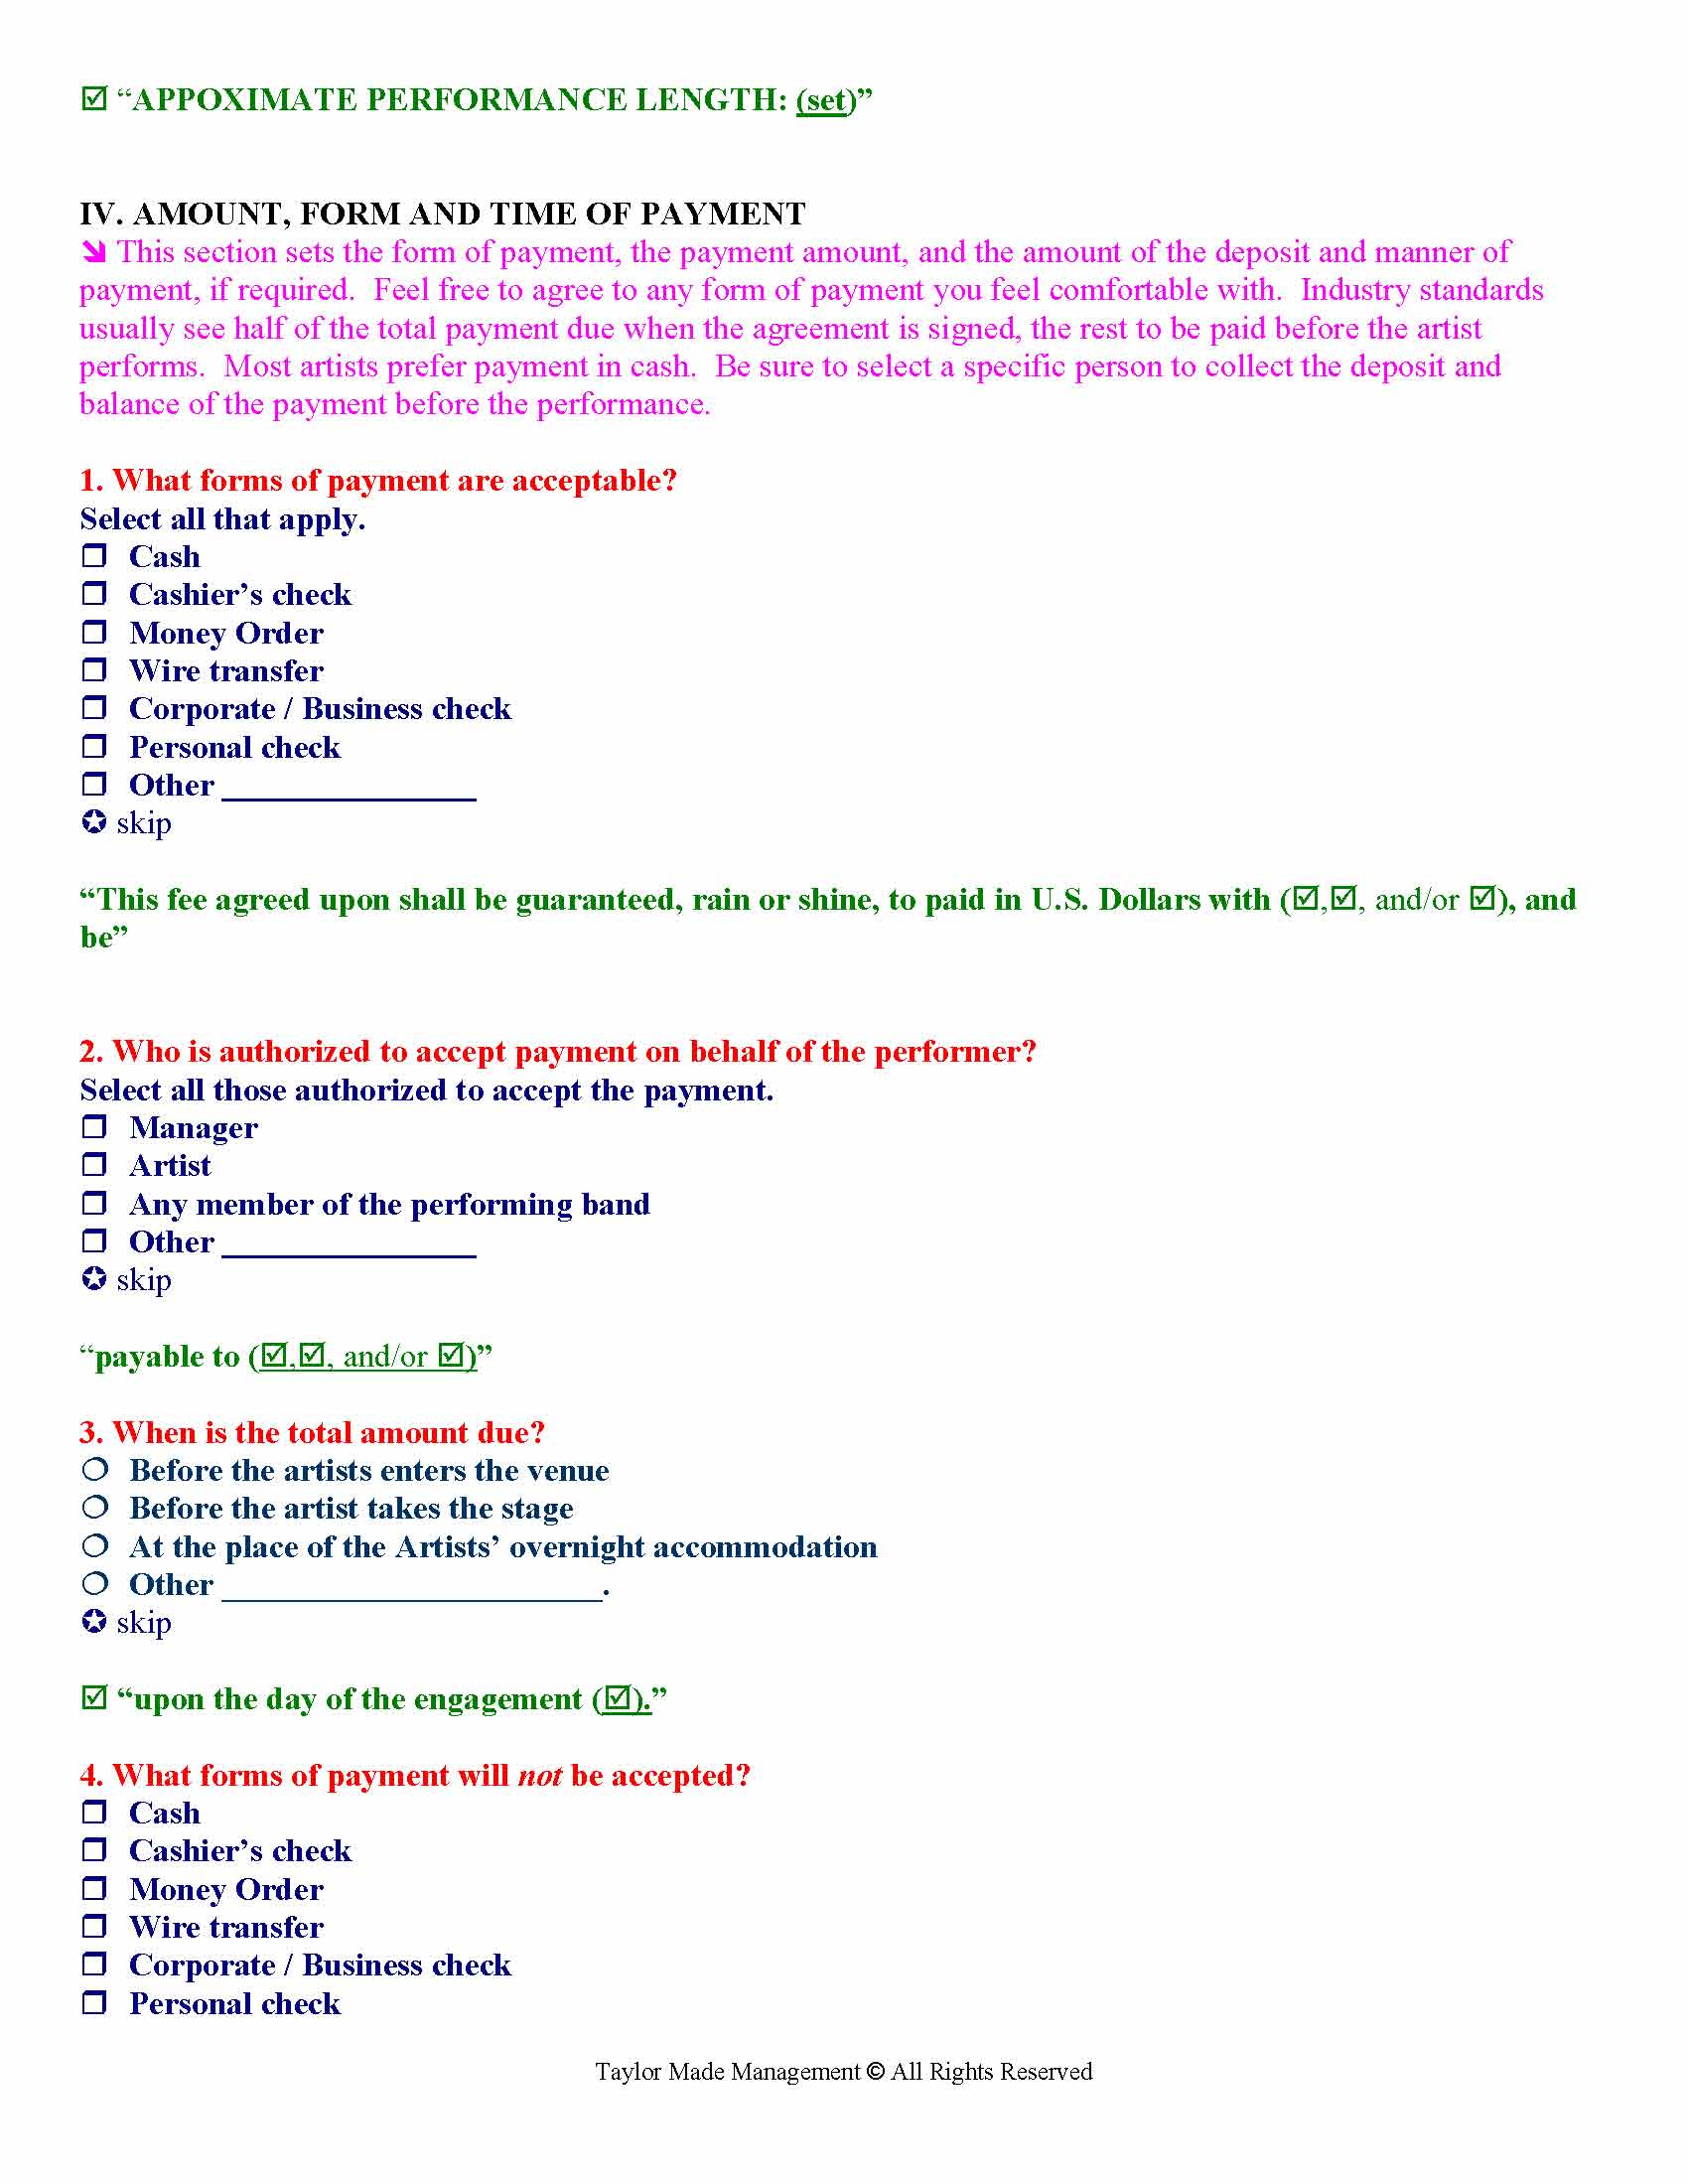 ☑ “APPOXIMATE PERFORMANCE LENGTH: (set)”
IV. AMOUNT, FORM AND TIME OF PAYMENT
➘ This section sets the form of payment, the payment amount, and the amount of the deposit and manner of
payment, if required.  Feel free to agree to any form of payment you feel comfortable with.  Industry standards
usually see half of the total payment due when the agreement is signed, the rest to be paid before the artist
performs.  Most artists prefer payment in cash.  Be sure to select a specific person to collect the deposit and
balance of the payment before the performance.
1. What forms of payment are acceptable?
Select all that apply.
❒ Cash
❒ Cashier’s check
❒ Money Order
❒ Wire transfer
❒ Corporate / Business check
❒ Personal check
❒ Other _______________
✪ skip
“This fee agreed upon shall be guaranteed, rain or shine, to paid in U.S. Dollars with (☑,☑, and/or ☑), and
be”
2. Who is authorized to accept payment on behalf of the performer?
Select all those authorized to accept the payment.
❒ Manager
❒ Artist
❒ Any member of the performing band
❒ Other _______________
✪ skip
“payable to (☑,☑, and/or ☑)”
3. When is the total amount due?
❍ Before the artists enters the venue
❍ Before the artist takes the stage
❍ At the place of the Artists’ overnight accommodation
❍ Other _______________________.
✪ skip
☑ “upon the day of the engagement (☑).”
4. What forms of payment will not be accepted?
❒ Cash
❒ Cashier’s check
❒ Money Order
❒ Wire transfer
❒ Corporate / Business check
❒ Personal check
Taylor Made Management © All Rights Reserved